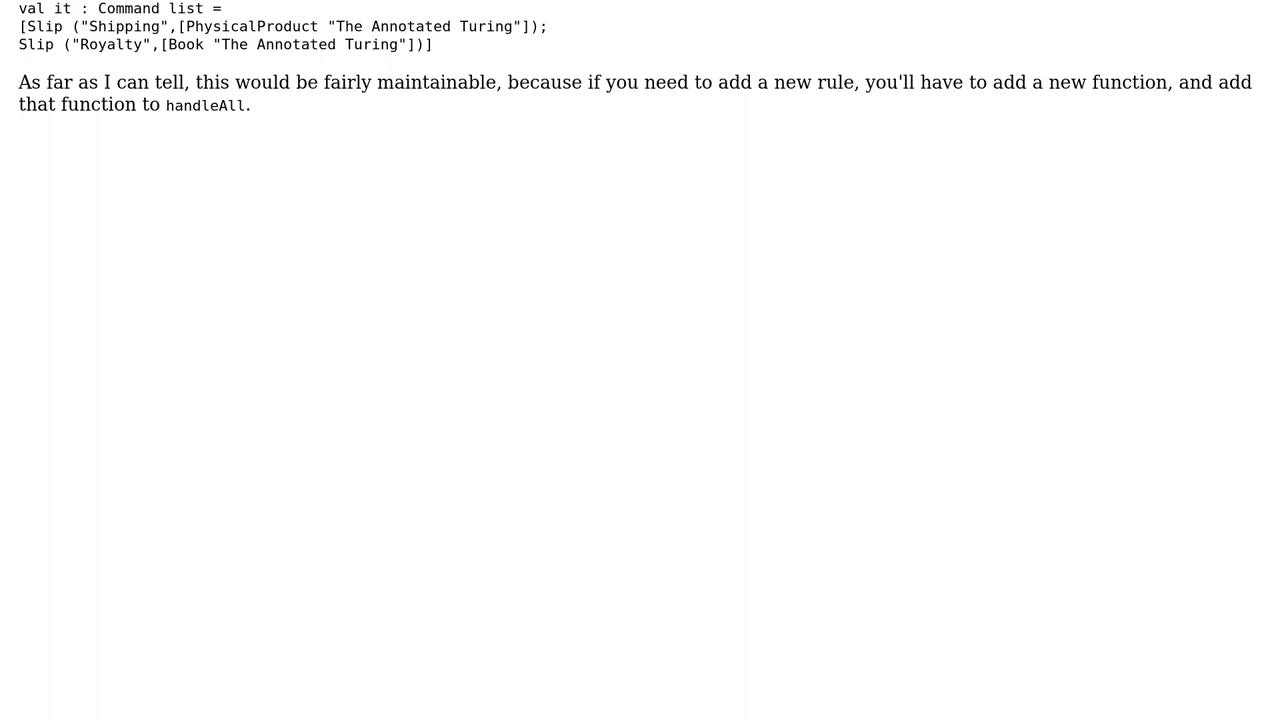 val it : Command list =
[Slip ("Shipping",[PhysicalProduct "The Annotated Turing"]);
Slip ("Royalty",[Book "The Annotated Turing"])]
As far as I can tell, this would be fairly maintainable, because if you need to add a new rule, you'll have to add a new function, and add
that function to handleAll.